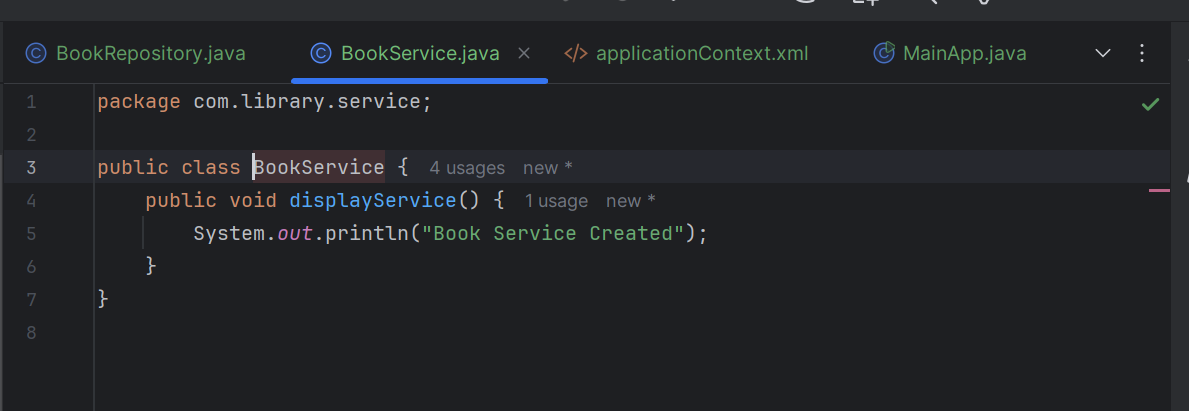 BookRepository.java BookService.java applicationContext.xml MainApp.java
1 package com.library.service;
2
3 public class BookService { 4 usages new *
4 public void displayService() { 1 usage new *
5 System.out.println("Book Service Created");
6 }
7 }
8